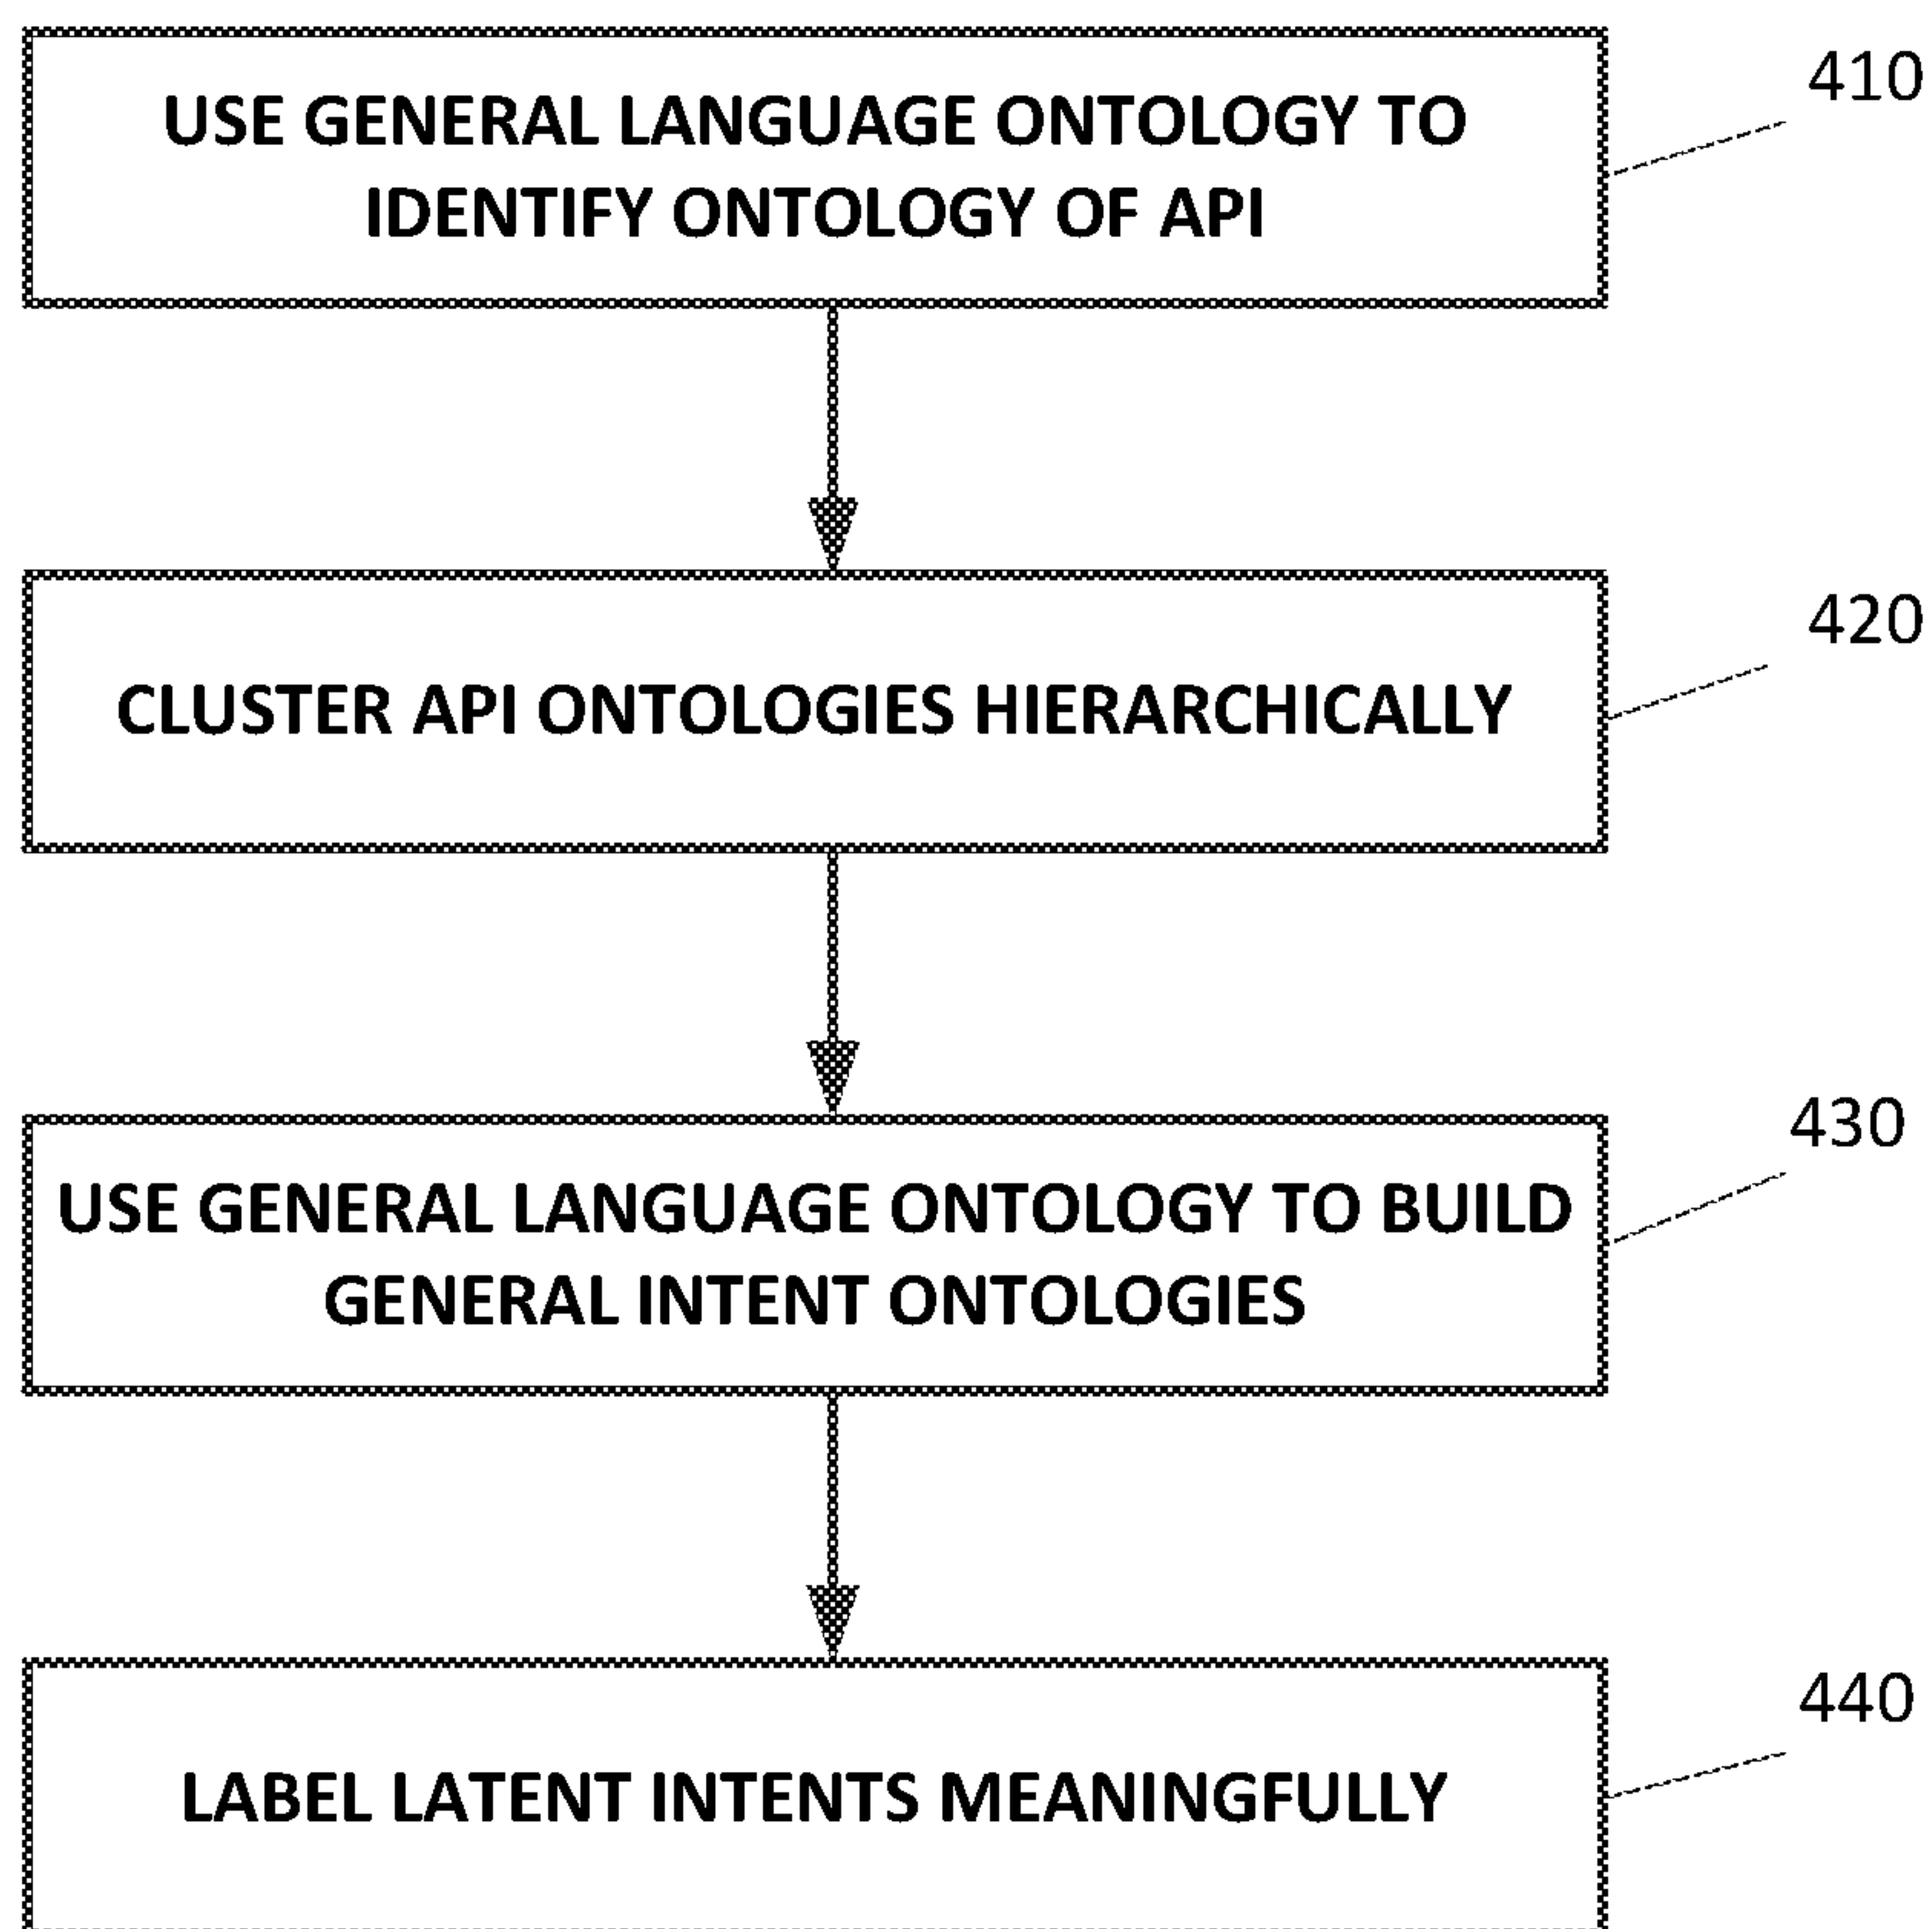 USE GENERAL LANGUAGE ONTOLOGY TO
IDENTIFY ONTOLOGY OF API
410
CLUSTER API ONTOLOGIES HIERARCHICALLY
420
USE GENERAL LANGUAGE ONTOLOGY TO BUILD
GENERAL INTENT ONTOLOGIES
430
LABEL LATENT INTENTS MEANINGFULLY
440